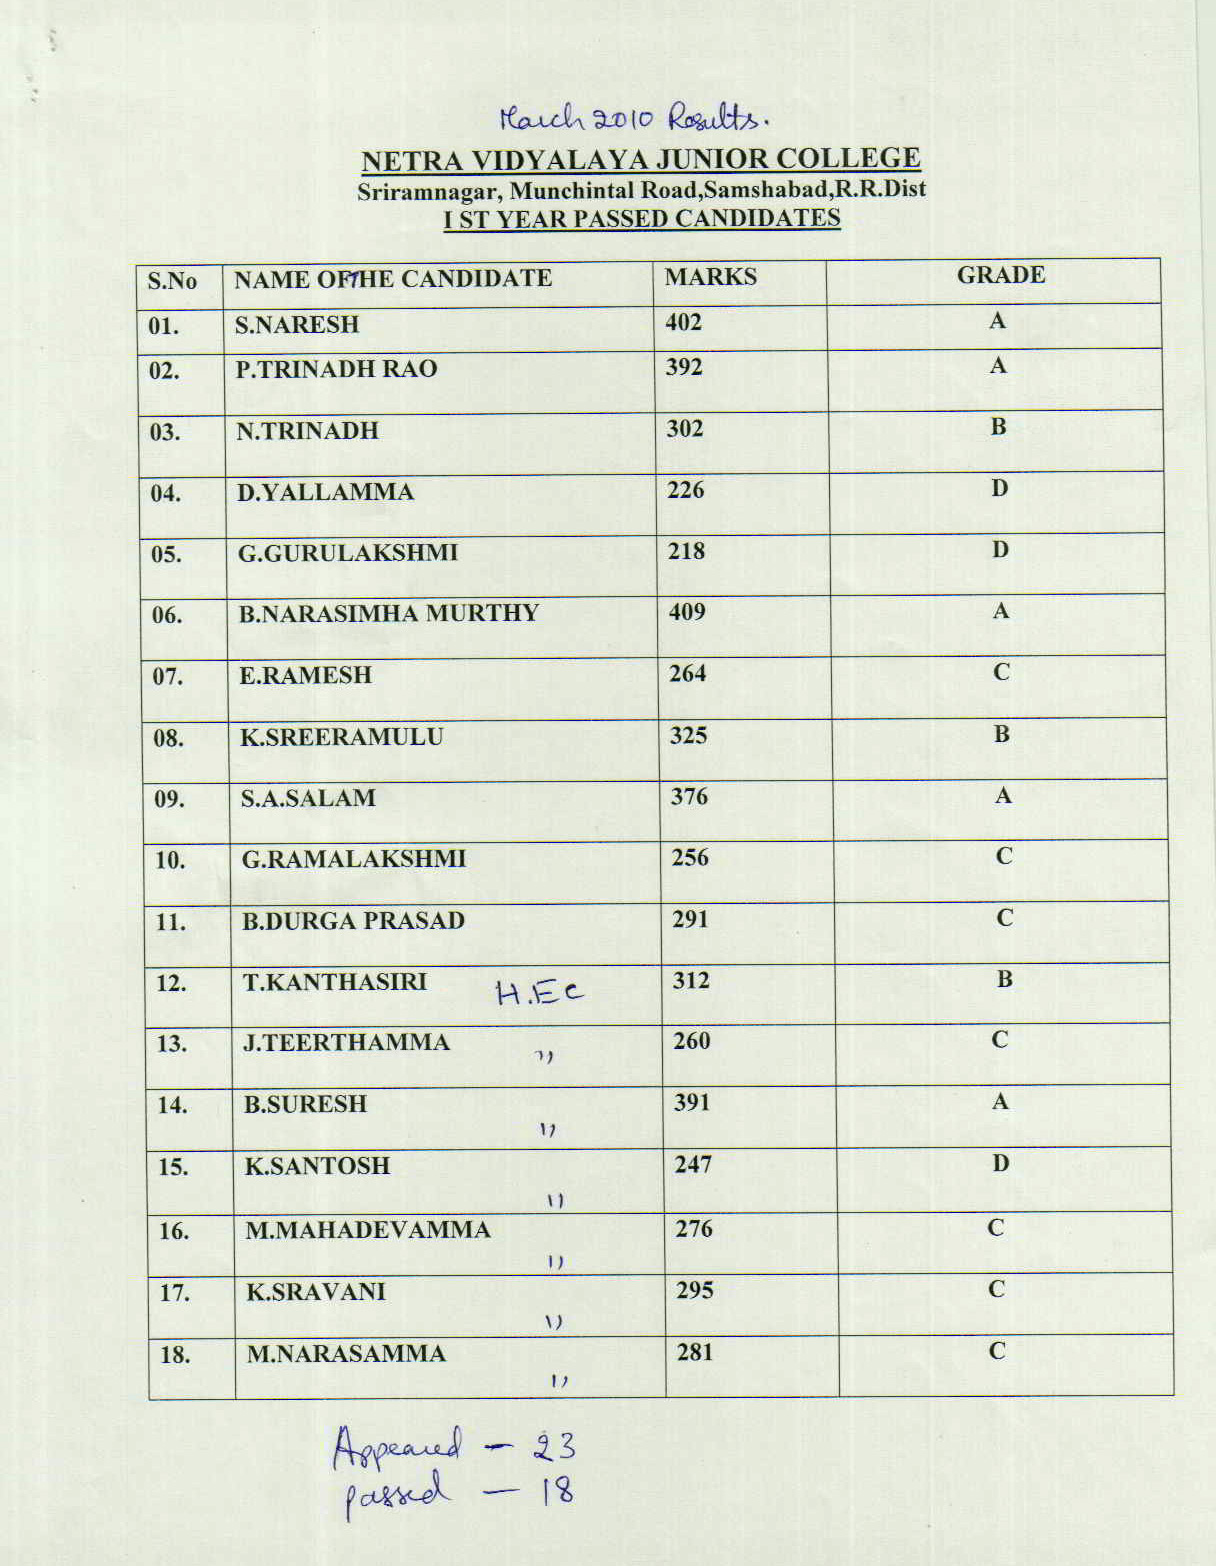 March 2010 Results.
NETRA VIDYALAYA JUNIOR COLLEGE
Sriramnagar, Munchintal Road,Samshabad,R.R.Dist
I ST YEAR PASSED CANDIDATES
S.No NAME OF THE CANDIDATE MARKS GRADE
01. S.NARESH 402 A
02. P.TRINADH RAO 392 A
03. N.TRINADH 302 B
04. D.YALLAMMA 226 D
05. G.GURULAKSHMI 218 D
06. B.NARASIMHA MURTHY 409 A
07. E.RAMESH 264 C
08. K.SREERAMULU 325 B
09. S.A.SALAM 376 A
10. G.RAMALAKSHMI 256 C
11. B.DURGA PRASAD 291 C
12. T.KANTHASIRI H.Ec 312 B
13. J.TEERTHAMMA " 260 C
14. B.SURESH " 391 A
15. K.SANTOSH " 247 D
16. M.MAHADEVAMMA " 276 C
17. K.SRAVANI " 295 C
18. M.NARASAMMA " 281 C
Appeared - 23
passed - 18